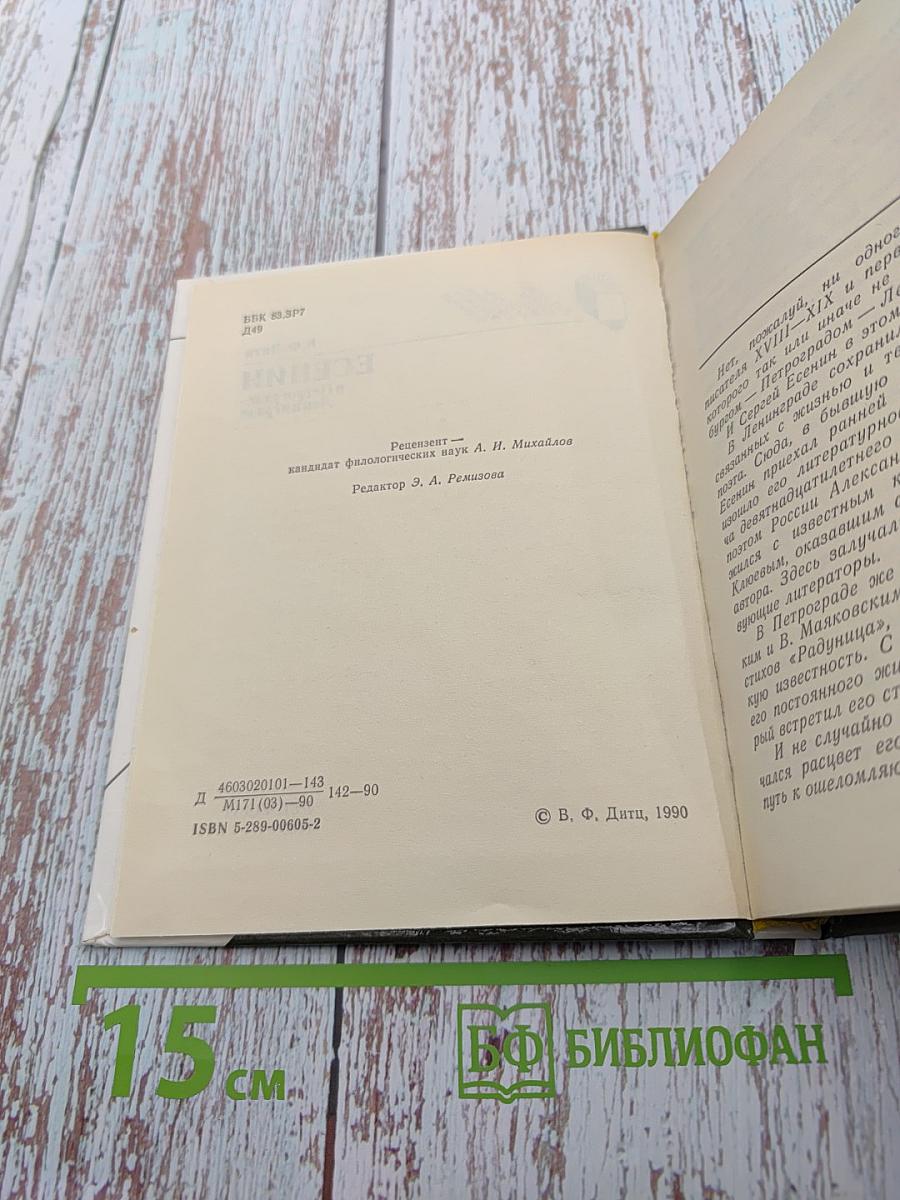 ББК 83.3Р7
Д49
Рецензент —
кандидат филологических наук А. И. Михайлов
Редактор Э. А. Ремизова
Д 4603020101—143 142—90
М171(03)—90
ISBN 5-289-00605-2
© В. Ф. Дитц, 1990
Нет, пожалуй, ни одног
писателя XVIII—XIX и перв
которого так или иначе не
бургом — Петроградом — Ле
И Сергей Есенин в этом
В Ленинграде сохранил
связанных с жизнью и те
поэта. Сюда, в бывшую
Есенин приехал ранней
изошло его литературно
ча девятнадцатилетнего
поэтом России Алексан
жился с известным к
Клюевым, оказавшим с
автора. Здесь залучал
вующие литераторы.
В Петрограде же
ким и В. Маяковским
стихов «Радуница»,
кую известность. С
его постоянного жи
рый встретил его ст
И не случайно
чался расцвет его
путь к ошеломляю
15 см
БФ БИБЛИОФАН